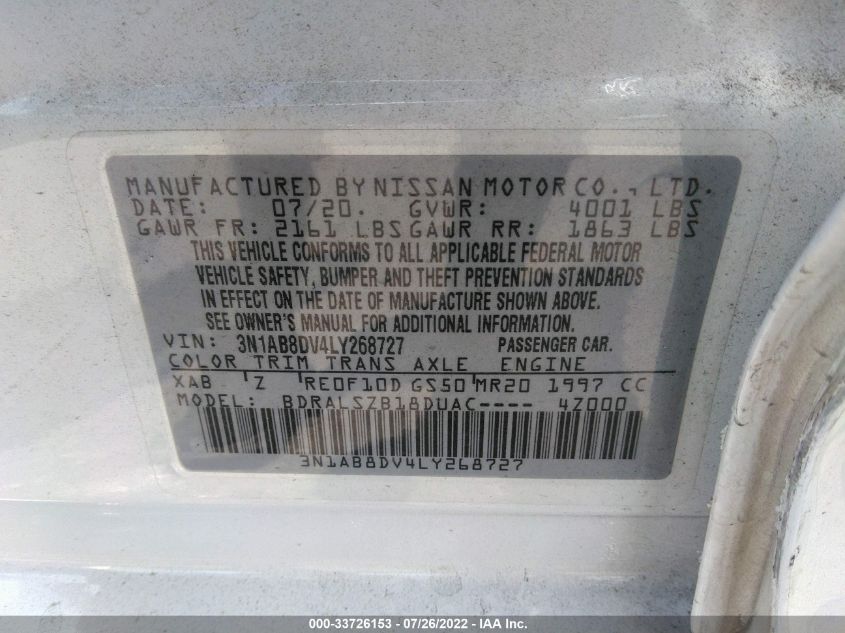 MANUFACTURED BY NISSAN MOTOR CO., LTD.
DATE: 07/20. GVWR: 4001 LBS
GAWR FR: 2161 LBS GAWR RR: 1863 LBS
THIS VEHICLE CONFORMS TO ALL APPLICABLE FEDERAL MOTOR
VEHICLE SAFETY, BUMPER AND THEFT PREVENTION STANDARDS
IN EFFECT ON THE DATE OF MANUFACTURE SHOWN ABOVE.
SEE OWNER'S MANUAL FOR ADDITIONAL INFORMATION.
VIN: 3N1AB8DV4LY268727 PASSENGER CAR.
COLOR TRIM TRANS AXLE ENGINE
XAB Z RE0F10D GS50 MR20 1997 CC
MODEL: BDRALSZB18DUAC---- 4Z000
3N1AB8DV4LY268727
000-33726153 - 07/26/2022 - IAA Inc.